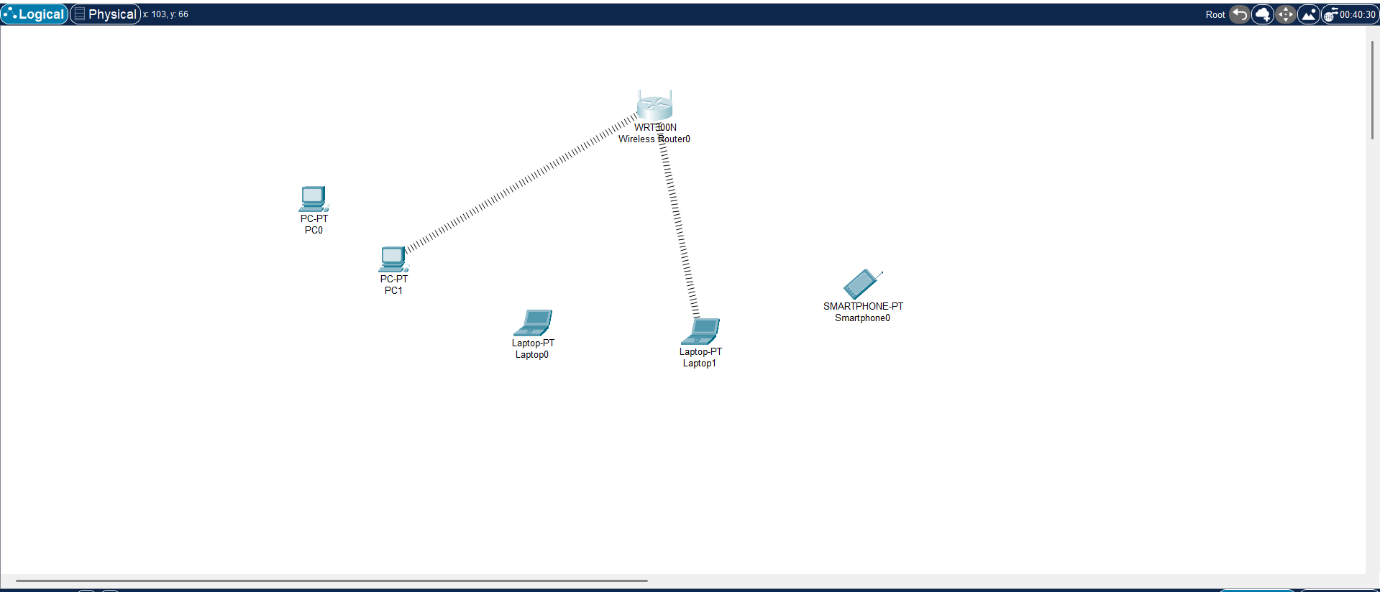 Logical Physical x: 103, y: 66 Root 00:40:30
WRT300N
Wireless Router0
PC-PT
PC0
PC-PT
PC1
SMARTPHONE-PT
Smartphone0
Laptop-PT
Laptop0
Laptop-PT
Laptop1